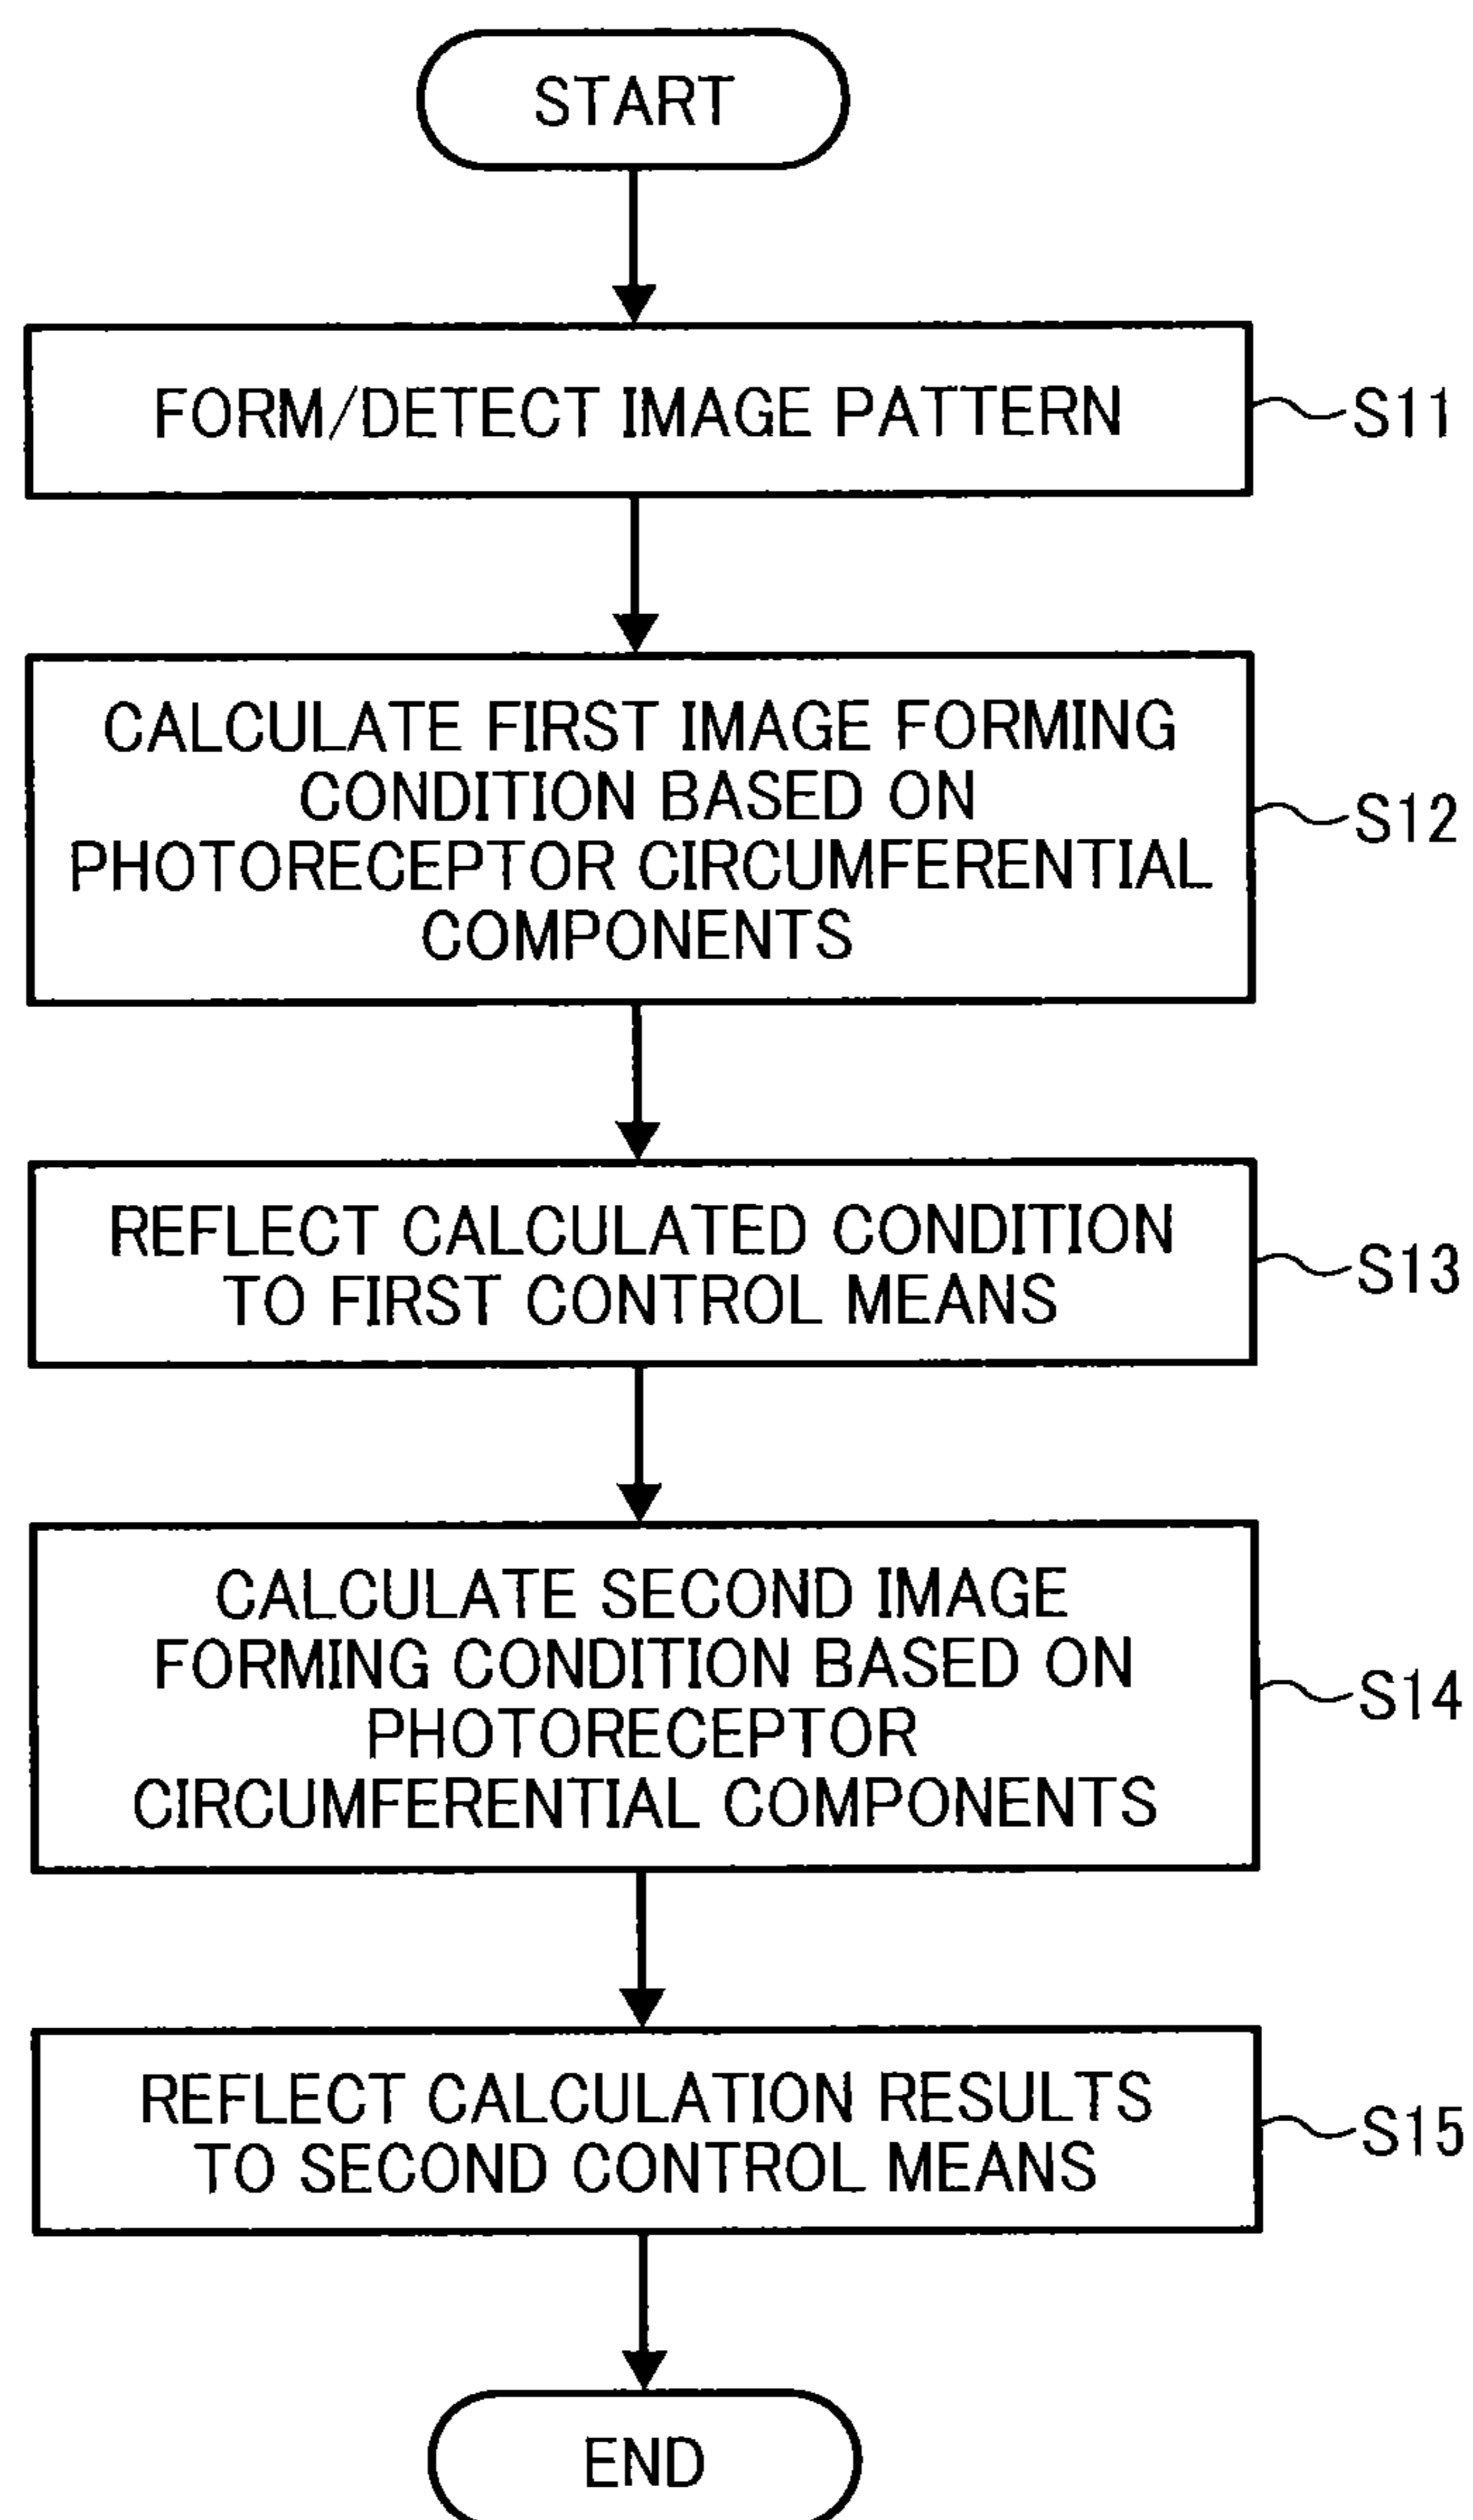 START
FORM/DETECT IMAGE PATTERN
S11
CALCULATE FIRST IMAGE FORMING
CONDITION BASED ON
PHOTORECEPTOR CIRCUMFERENTIAL
COMPONENTS
S12
REFLECT CALCULATED CONDITION
TO FIRST CONTROL MEANS
S13
CALCULATE SECOND IMAGE
FORMING CONDITION BASED ON
PHOTORECEPTOR
CIRCUMFERENTIAL COMPONENTS
S14
REFLECT CALCULATION RESULTS
TO SECOND CONTROL MEANS
S15
END